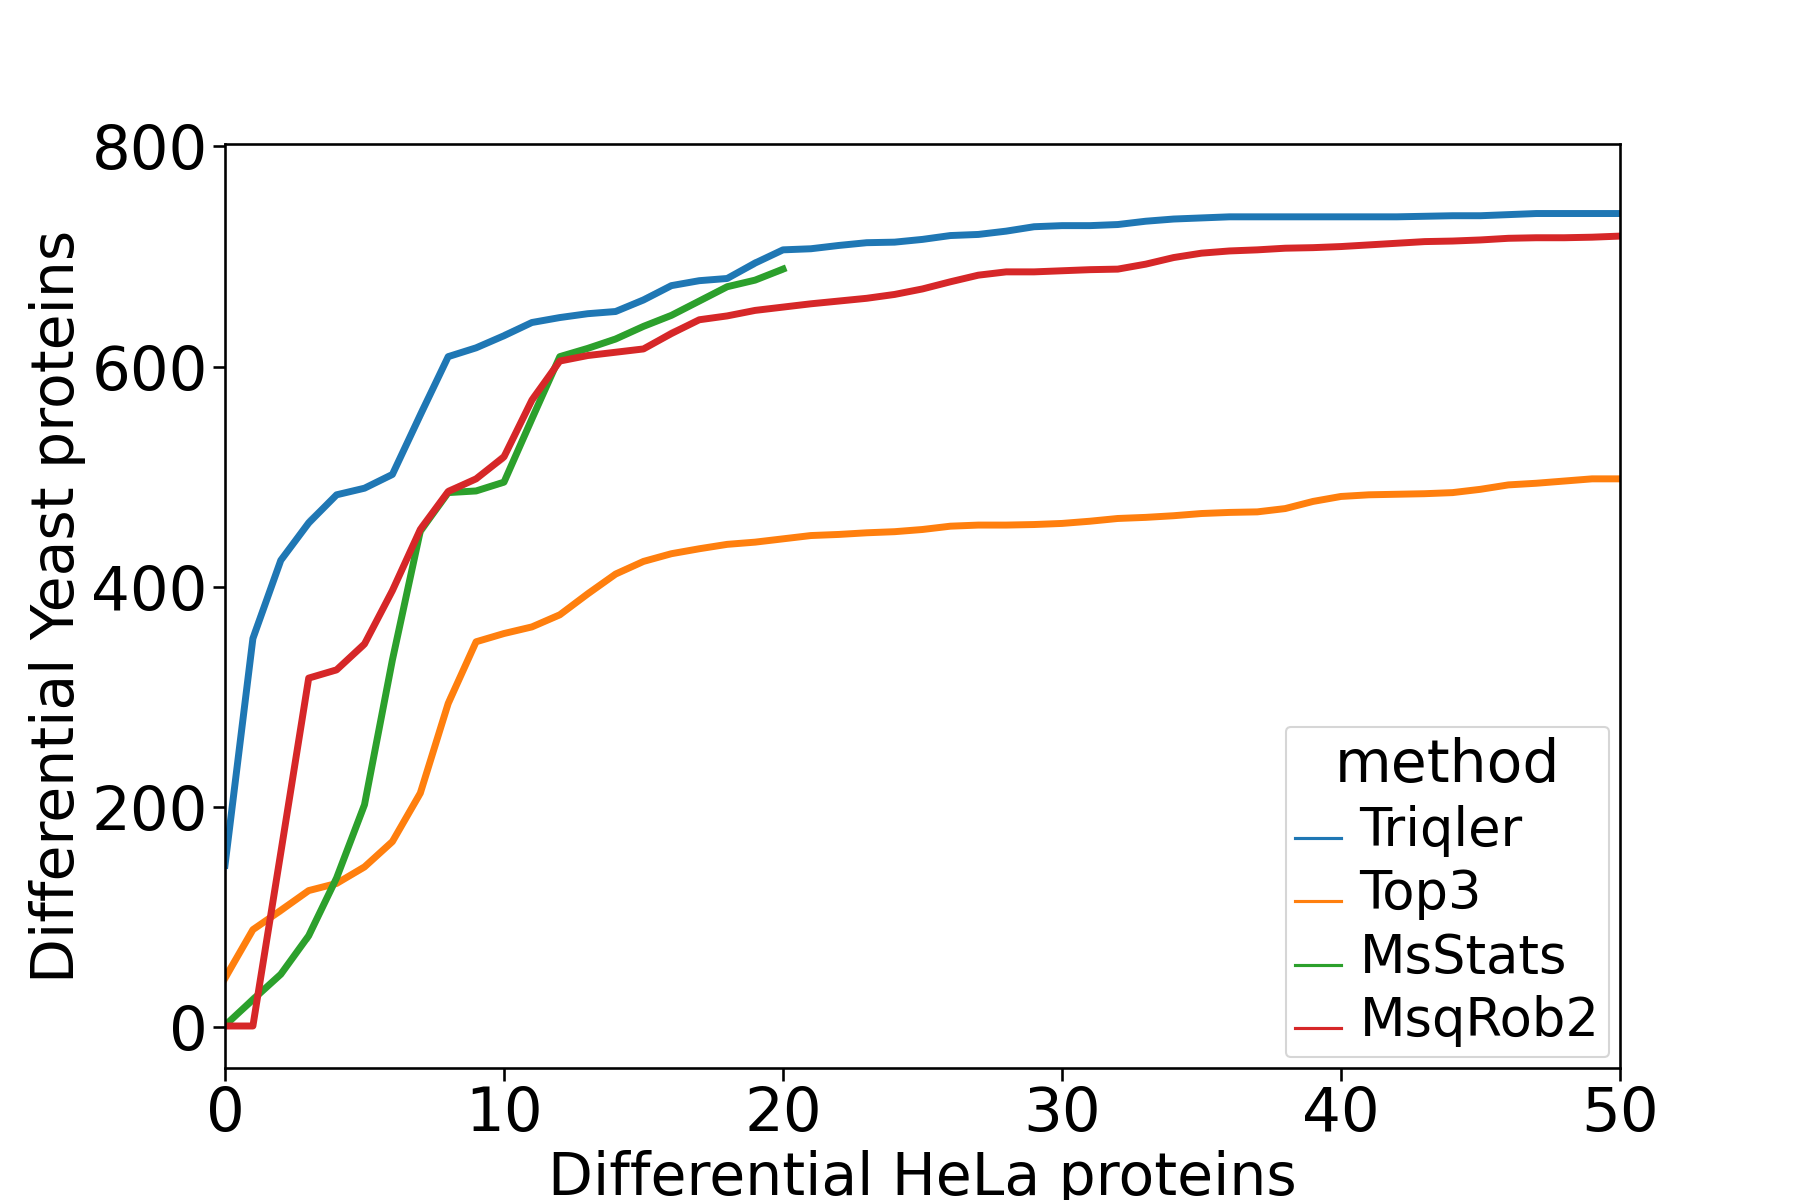 800
600
400
200
0
Differential Yeast proteins
0 10 20 30 40 50
Differential HeLa proteins
method
Triqler
Top3
MsStats
MsqRob2